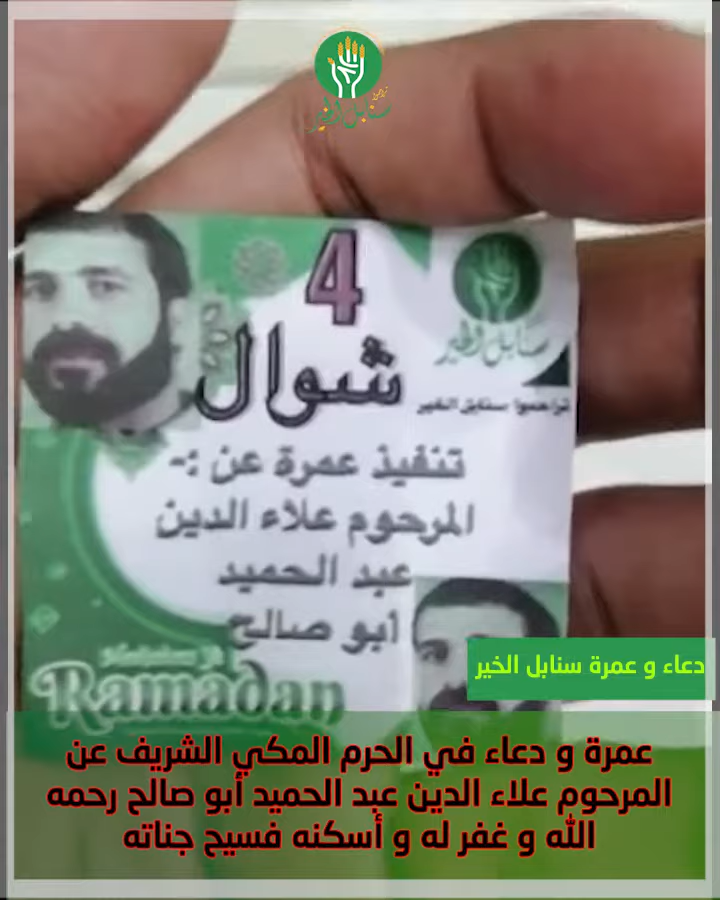 سنابل الخير
4
شوال
سنابل الخير
تراحموا سنابل الخير
تنفيذ عمرة عن :-
المرحوم علاء الدين
عبد الحميد
أبو صالح
Ramadan
دعاء و عمرة سنابل الخير
عمرة و دعاء في الحرم المكي الشريف عن
المرحوم علاء الدين عبد الحميد أبو صالح رحمه
الله و غفر له و أسكنه فسيح جناته